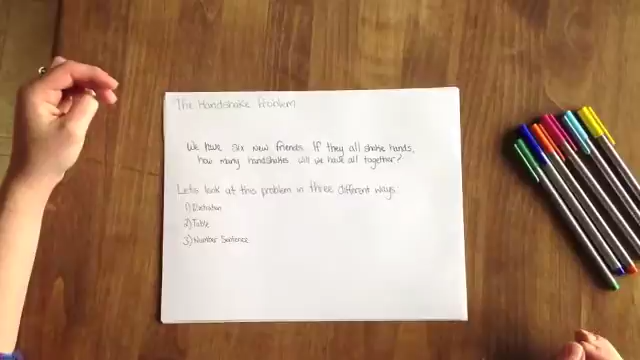 The Handshake Problem
We have six new friends. If they all shake hands,
how many handshakes will we have all together?
Let's look at this problem in three different ways
1) Illustration
2) Table
3) Number Sentence